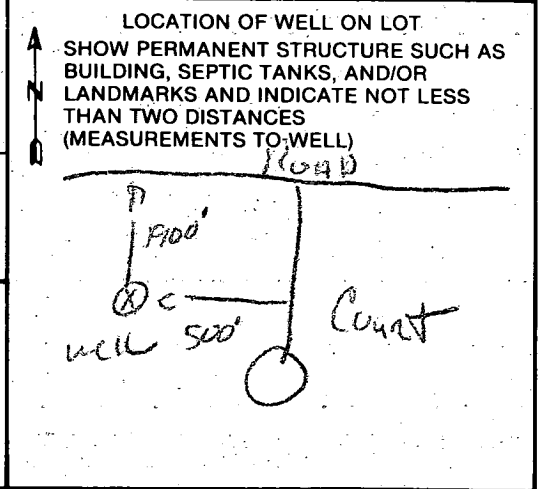 LOCATION OF WELL ON LOT
SHOW PERMANENT STRUCTURE SUCH AS
BUILDING, SEPTIC TANKS, AND/OR
N LANDMARKS AND INDICATE NOT LESS
THAN TWO DISTANCES
(MEASUREMENTS TO WELL)
Road
X
well 500'
Court